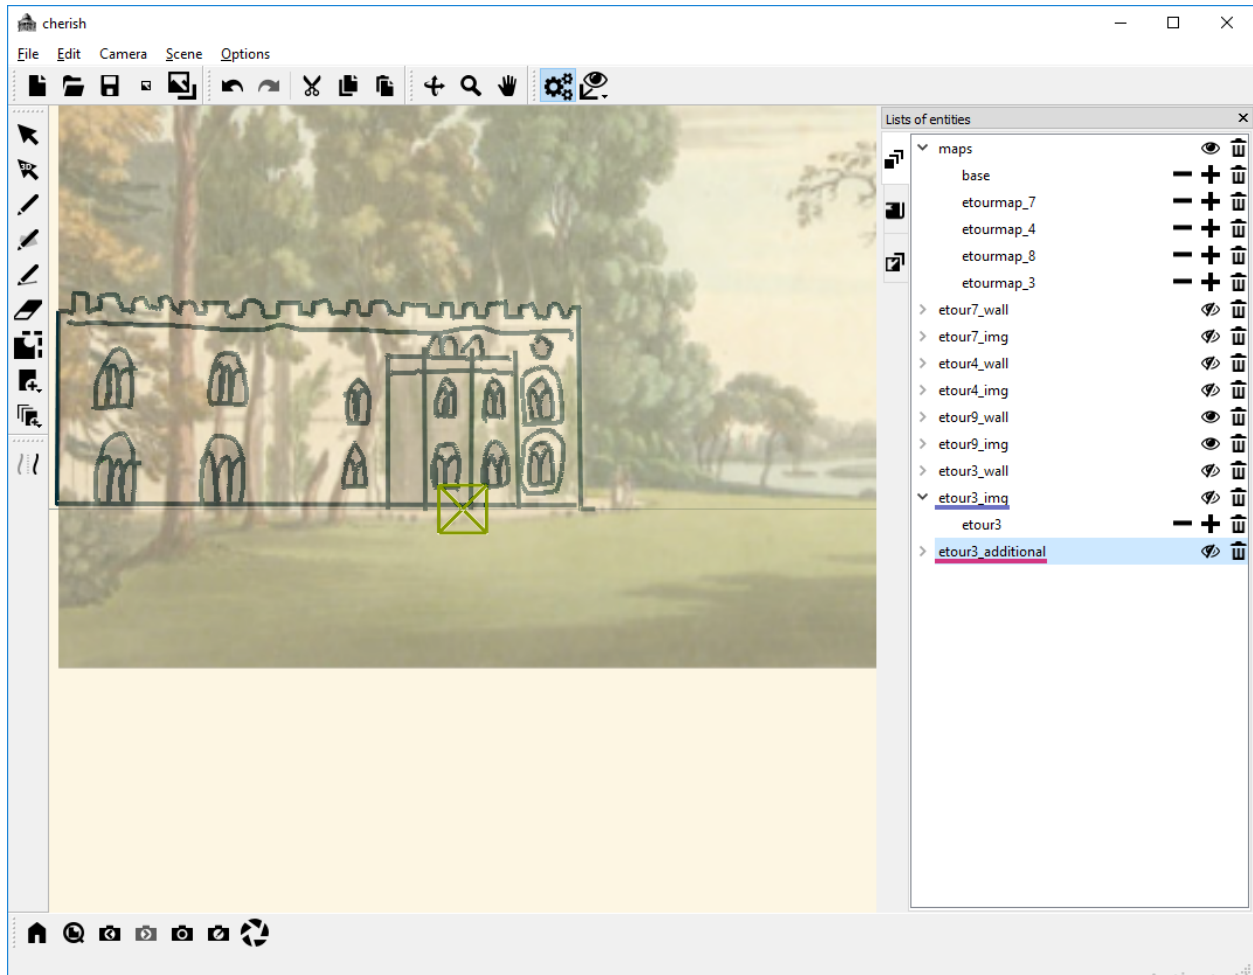 cherish
File Edit Camera Scene Options
Lists of entities
3D
maps
base
etourmap_7
etourmap_4
etourmap_8
etourmap_3
etour7_wall
etour7_img
etour4_wall
etour4_img
etour9_wall
etour9_img
etour3_wall
etour3_img
etour3
etour3_additional